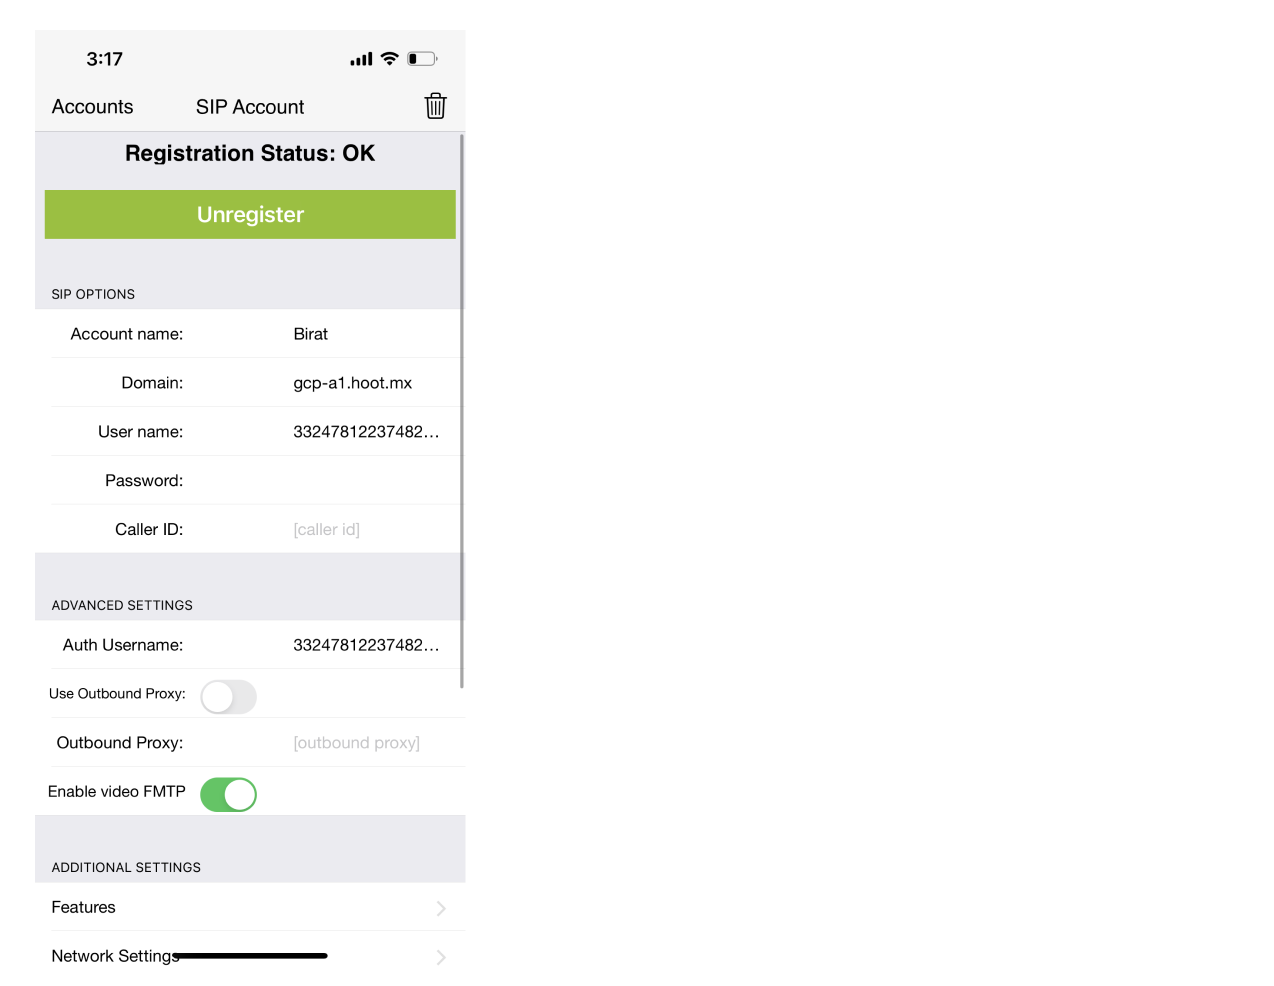 3:17
Accounts SIP Account
Registration Status: OK
Unregister
SIP OPTIONS
Account name: Birat
Domain: gcp-a1.hoot.mx
User name: 33247812237482...
Password:
Caller ID: [caller id]
ADVANCED SETTINGS
Auth Username: 33247812237482...
Use Outbound Proxy:
Outbound Proxy: [outbound proxy]
Enable video FMTP
ADDITIONAL SETTINGS
Features
Network Settings